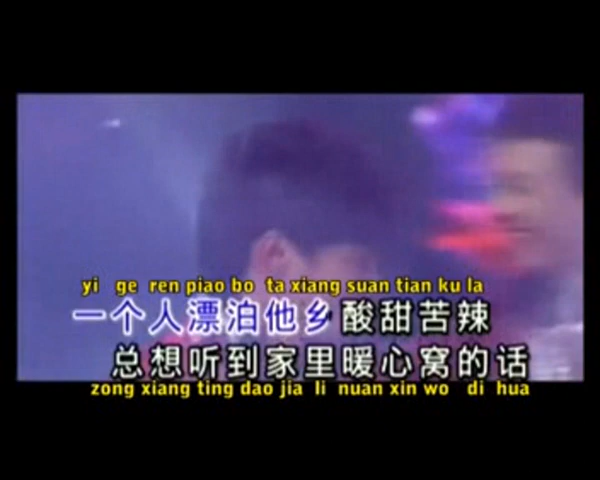 yi ge ren piao bo ta xiang suan tian ku la
一个人漂泊他乡酸甜苦辣
总想听到家里暖心窝的话
zong xiang ting dao jia li nuan xin wo di hua